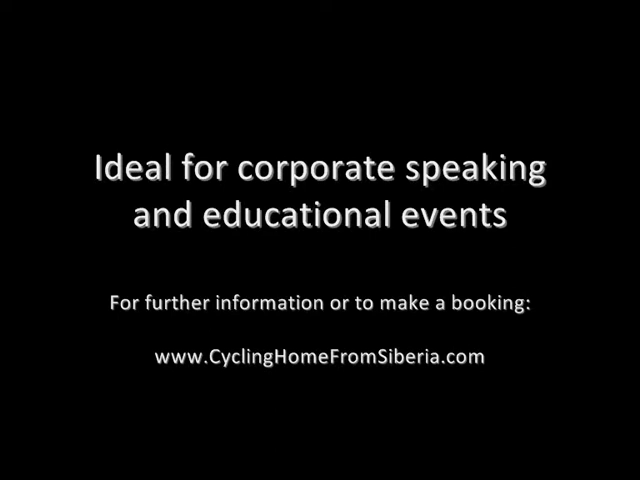 Ideal for corporate speaking
and educational events
For further information or to make a booking:
www.CyclingHomeFromSiberia.com